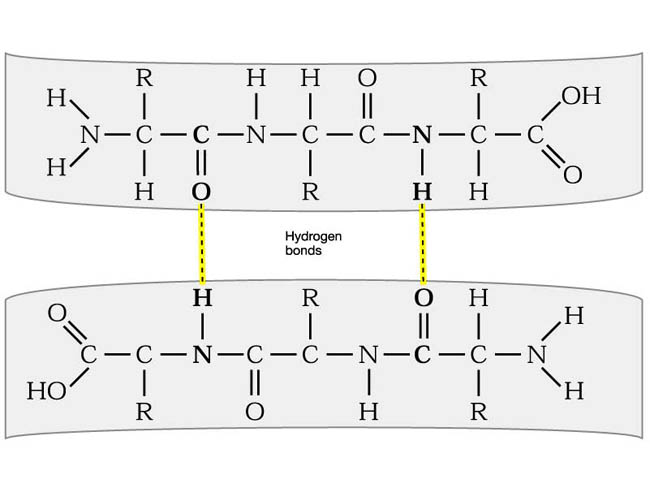 R H H O R
H OH
N C C N C C N C C
H O
H O R H H
Hydrogen
bonds
H R O H
O H
C C N C C N C C N
HO H
R O H R